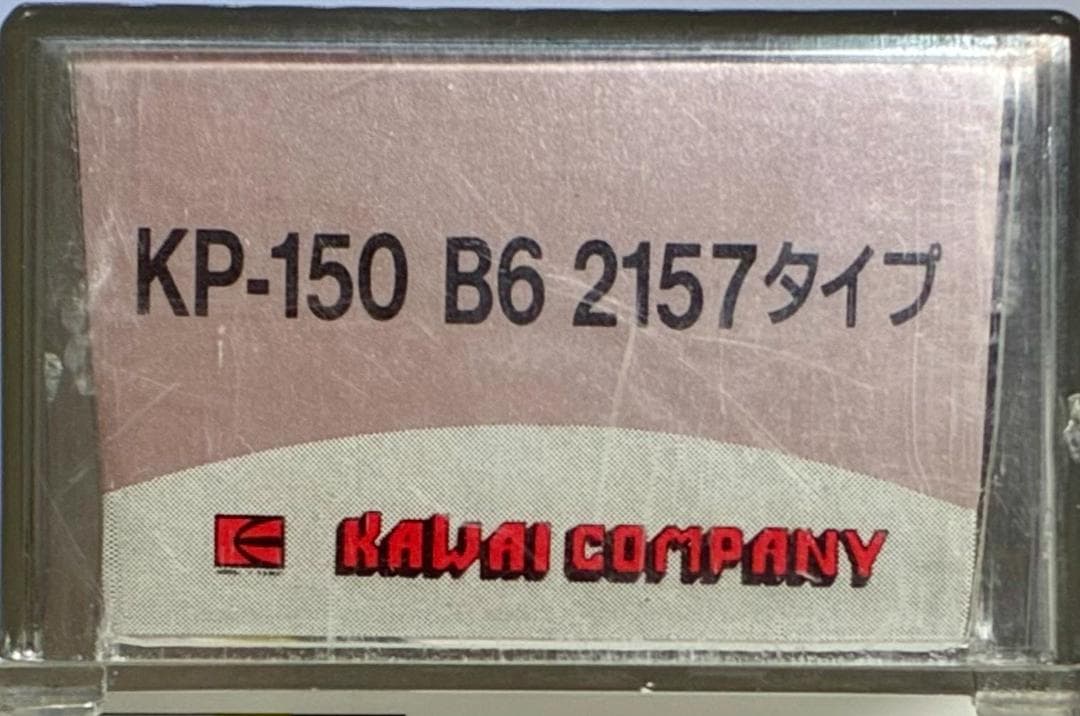 KP-150 B6 2157タイプ
KAWAI COMPANY